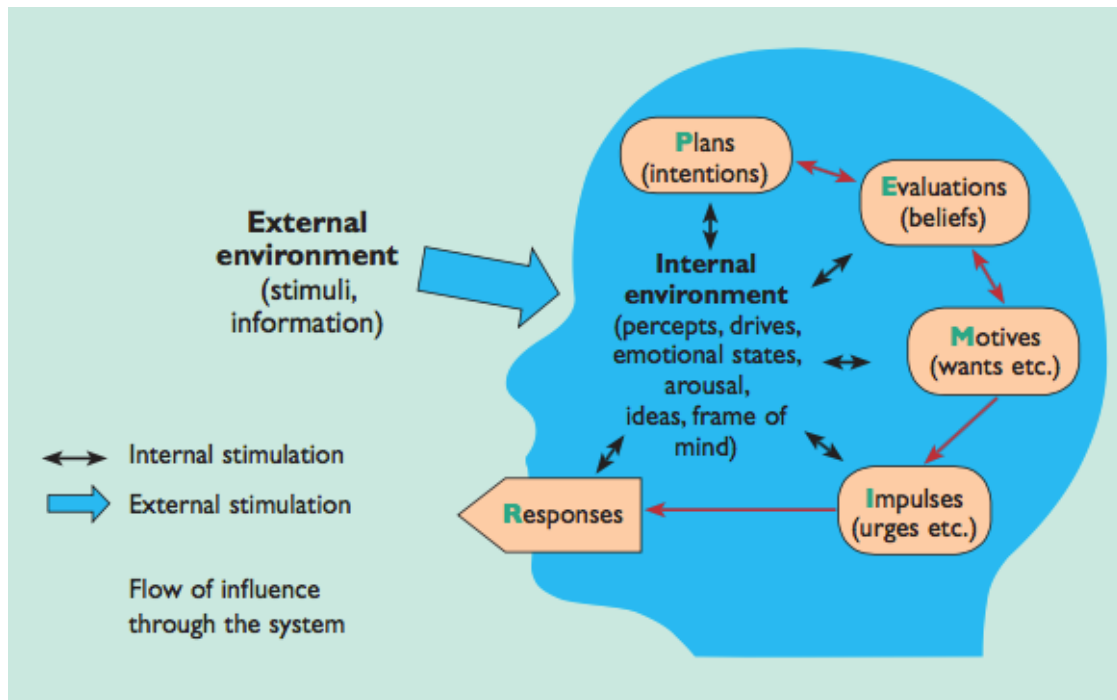 Plans
(intentions)
Evaluations
(beliefs)
External
environment
(stimuli,
information)
Internal
environment
(percepts, drives,
emotional states,
arousal,
ideas, frame of
mind)
Motives
(wants etc.)
Impulses
(urges etc.)
Responses
Internal stimulation
External stimulation
Flow of influence
through the system